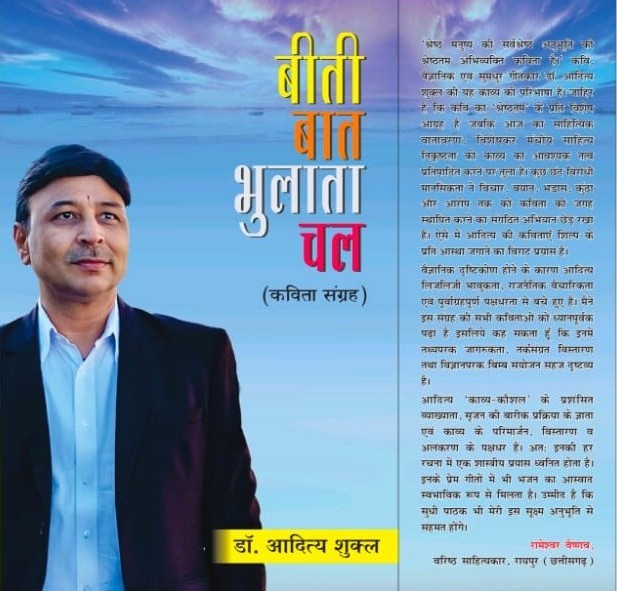 बीती
बात
भुलाता
चल
(कविता संग्रह)
डॉ. आदित्य शुक्ल
'श्रेष्ठ मनुष्य की सर्वश्रेष्ठ अनुभूति की
श्रेष्ठतम अभिव्यक्ति कविता है।' कवि,
वैज्ञानिक एवं सुमधुर गीतकार डॉ. आदित्य
शुक्ल की यह काव्य की परिभाषा है। जाहिर
है कि कवि का 'श्रेष्ठतम' के प्रति विशेष
आग्रह है जबकि आज का साहित्यिक
वातावरण, विशेषकर मंचीय साहित्य
निकृष्टता को काव्य का आवश्यक तत्व
प्रतिपादित करने पर तुला है। कुछ छंद विरोधी
मानसिकता ने विचार, बयान, भड़ास, कुंठा
और आरोप तक को कविता की जगह
स्थापित करने का संगठित अभियान छेड़ रखा
है। ऐसे में आदित्य की कविताएं शिल्प के
प्रति आस्था जगाने का विराट प्रयास है।
वैज्ञानिक दृष्टिकोण होने के कारण आदित्य
लिजलिजी भावुकता, राजनैतिक वैचारिकता
एवं पूर्वाग्रहपूर्ण पक्षधरता से बचे हुए है। मैंने
इस संग्रह की सभी कविताओं को ध्यानपूर्वक
पढ़ा है इसलिये कह सकता हूँ कि इनमें
तथ्यपरक जागरुकता, तर्कसंगत विस्तारण
तथा विज्ञानपरक बिम्ब संयोजन सहज दृष्टव्य
है।
आदित्य 'काव्य-कौशल' के प्रशंसित
व्याख्याता, सृजन की बारीक प्रक्रिया के ज्ञाता
एवं काव्य के परिमार्जन, विस्तारण व
अलंकरण के पक्षधर है। अत: इनकी हर
रचना में एक शास्त्रीय प्रयास ध्वनित होता है।
इनके प्रेम गीतों में भी भजन का आस्वाद
स्वभाविक रूप से मिलता है। उम्मीद है कि
सुधी पाठक भी मेरी इस सूक्ष्म अनुभूति से
सहमत होंगे।
रामेश्वर वैष्णव,
वरिष्ठ साहित्यकार, रायपुर (छत्तीसगढ़)